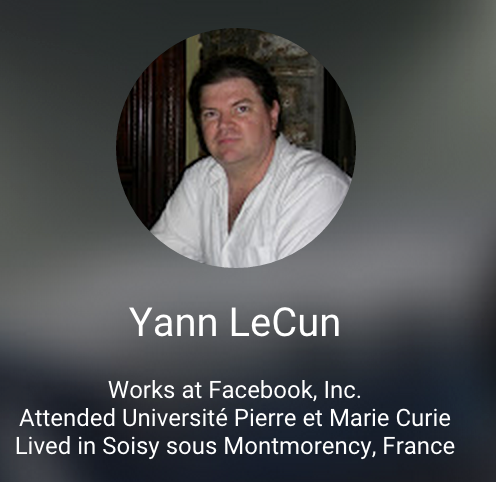 Yann LeCun
Works at Facebook, Inc.
Attended Université Pierre et Marie Curie
Lived in Soisy sous Montmorency, France